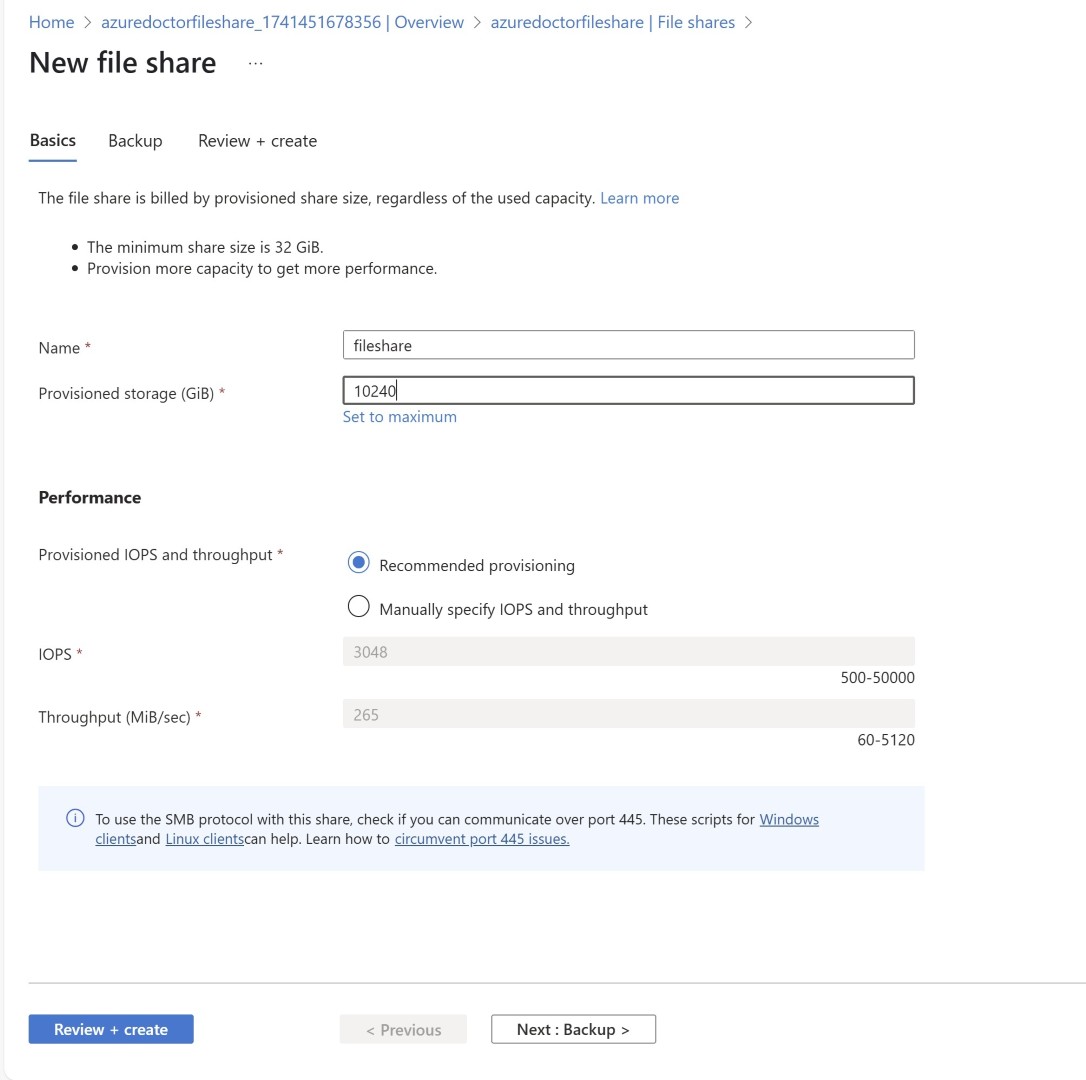 Home > azuredoctorfileshare_1741451678356 | Overview > azuredoctorfileshare | File shares >
New file share ...
Basics Backup Review + create
The file share is billed by provisioned share size, regardless of the used capacity. Learn more
• The minimum share size is 32 GiB.
• Provision more capacity to get more performance.
Name * fileshare
Provisioned storage (GiB) * 10240
Set to maximum
Performance
Provisioned IOPS and throughput * Recommended provisioning
Manually specify IOPS and throughput
IOPS * 3048
500-50000
Throughput (MiB/sec) * 265
60-5120
To use the SMB protocol with this share, check if you can communicate over port 445. These scripts for Windows
clientsand Linux clientscan help. Learn how to circumvent port 445 issues.
Review + create < Previous Next : Backup >